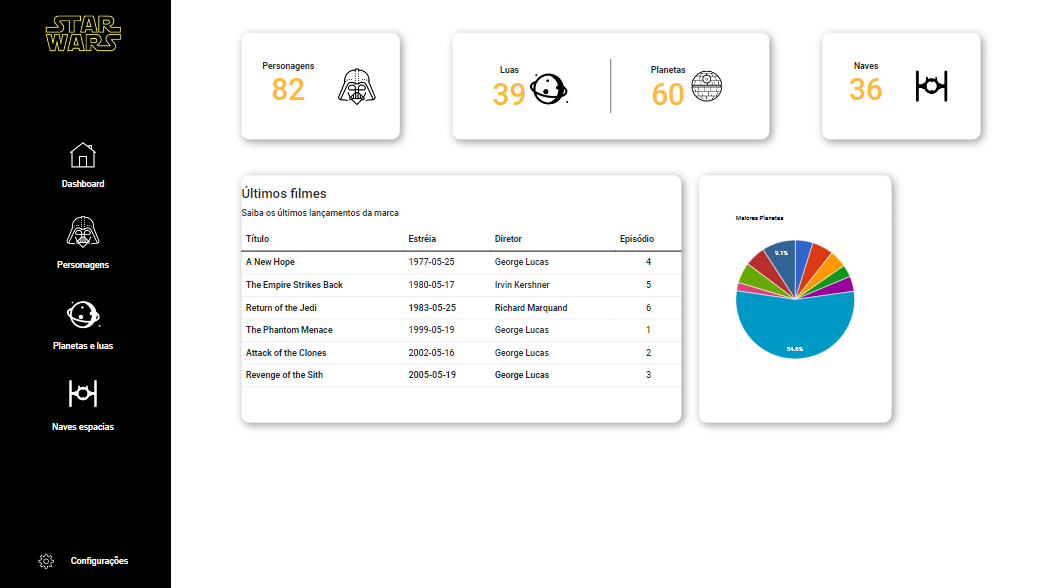 STAR
WARS
Dashboard
Personagens
Planetas e luas
Naves espacias
Configurações
Personagens
82
Luas
39
Planetas
60
Naves
36
Últimos filmes
Saiba os últimos lançamentos da marca
Título Estréia Diretor Episódio
A New Hope 1977-05-25 George Lucas 4
The Empire Strikes Back 1980-05-17 Irvin Kershner 5
Return of the Jedi 1983-05-25 Richard Marquand 6
The Phantom Menace 1999-05-19 George Lucas 1
Attack of the Clones 2002-05-16 George Lucas 2
Revenge of the Sith 2005-05-19 George Lucas 3
Maiores Planetas
9.1%
54.6%